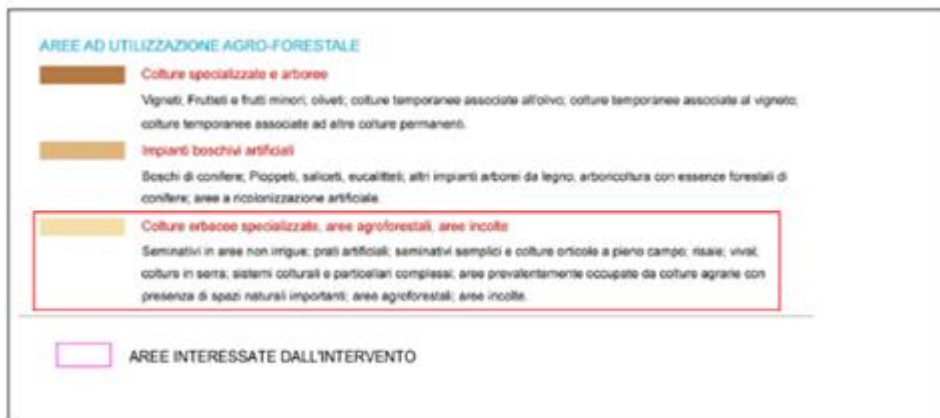 AREE AD UTILIZZAZIONE AGRO-FORESTALE
Colture specializzate e arboree
Vigneti; Frutteti e frutti minori; oliveti; colture temporanee associate all'olivo; colture temporanee associate al vigneto;
colture temporanee associate ad altre colture permanenti.
Impianti boschivi artificiali
Boschi di conifere; Pioppeti, saliceti, eucalitteti; altri impianti arborei da legno; arboricoltura con essenze forestali di
conifere; aree a ricolonizzazione artificiale.
Colture erbacee specializzate, aree agroforestali, aree incolte
Seminativi in aree non irrigue; prati artificiali; seminativi semplici e colture orticole a pieno campo; risaie; vivai;
colture in serra; sistemi colturali e particellari complessi; aree prevalentemente occupate da colture agrarie con
presenza di spazi naturali importanti; aree agroforestali; aree incolte.
AREE INTERESSATE DALL'INTERVENTO